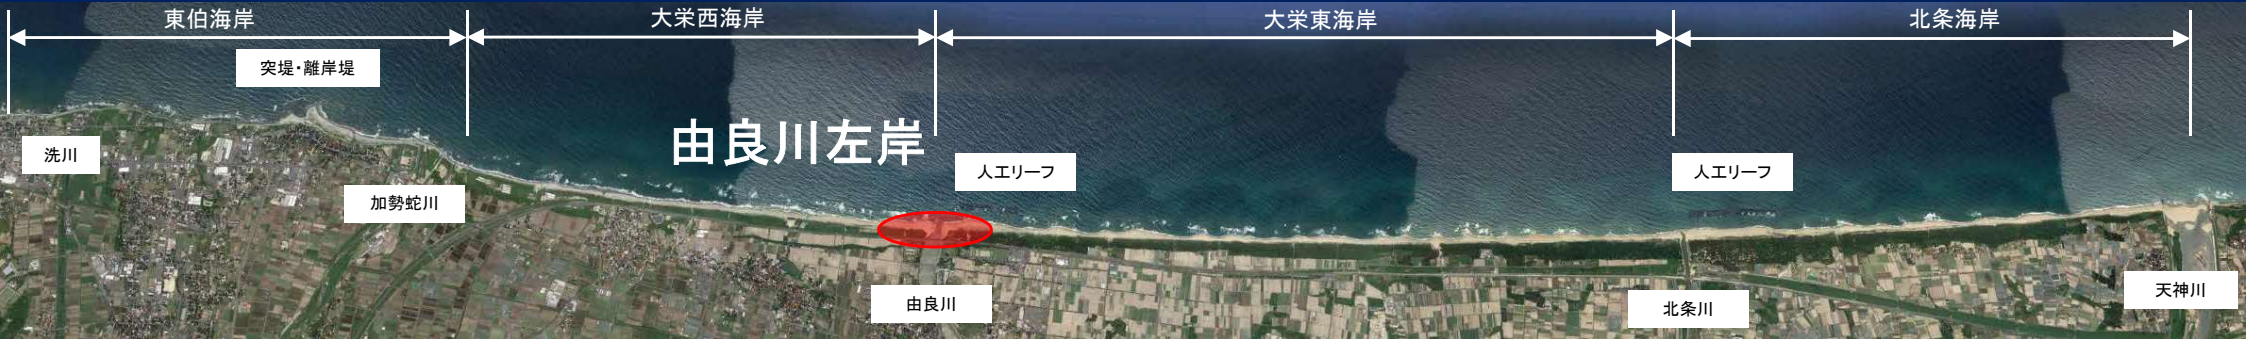 東伯海岸
大栄西海岸
大栄東海岸
北条海岸
突堤・離岸堤
由良川左岸
洗川
人工リーフ
人工リーフ
加勢蛇川
由良川
北条川
天神川